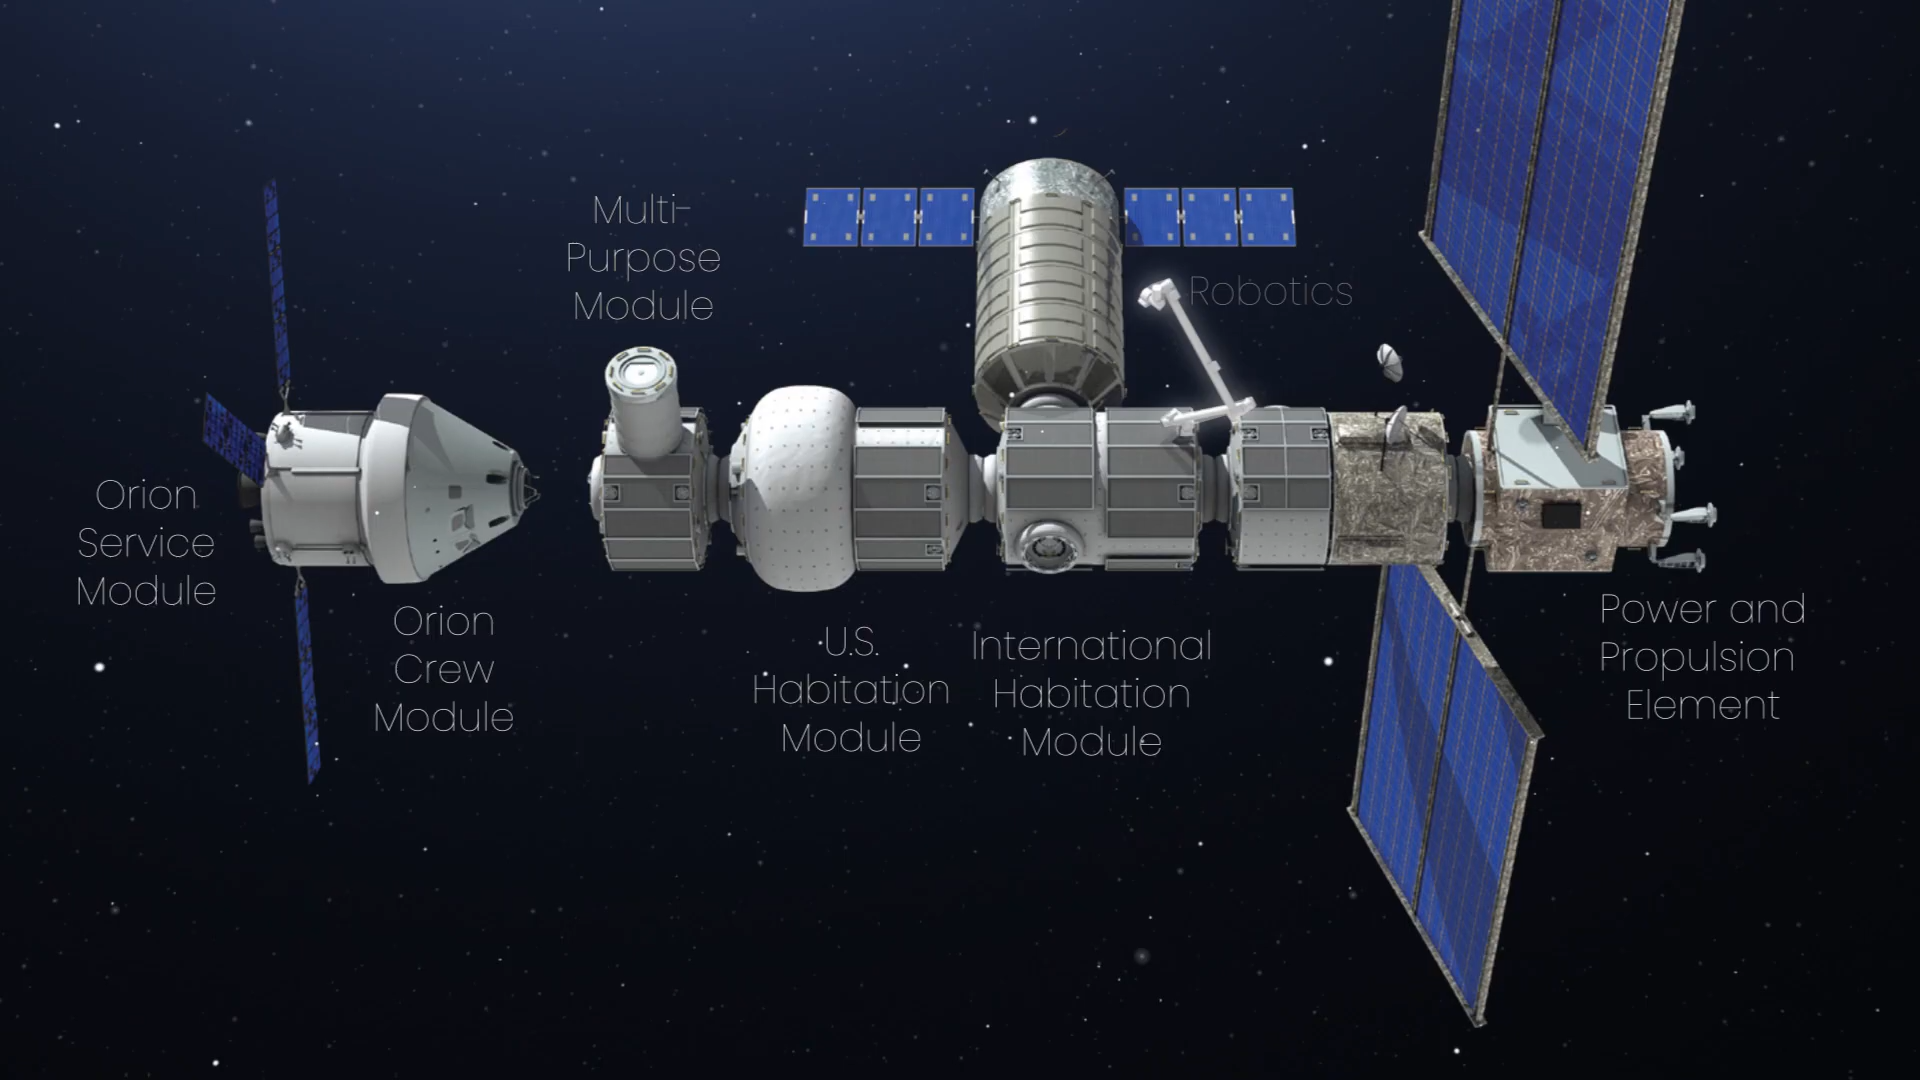 Multi-
Purpose
Module
Robotics
Orion
Service
Module
Orion
Crew
Module
U.S.
Habitation
Module
International
Habitation
Module
Power and
Propulsion
Element